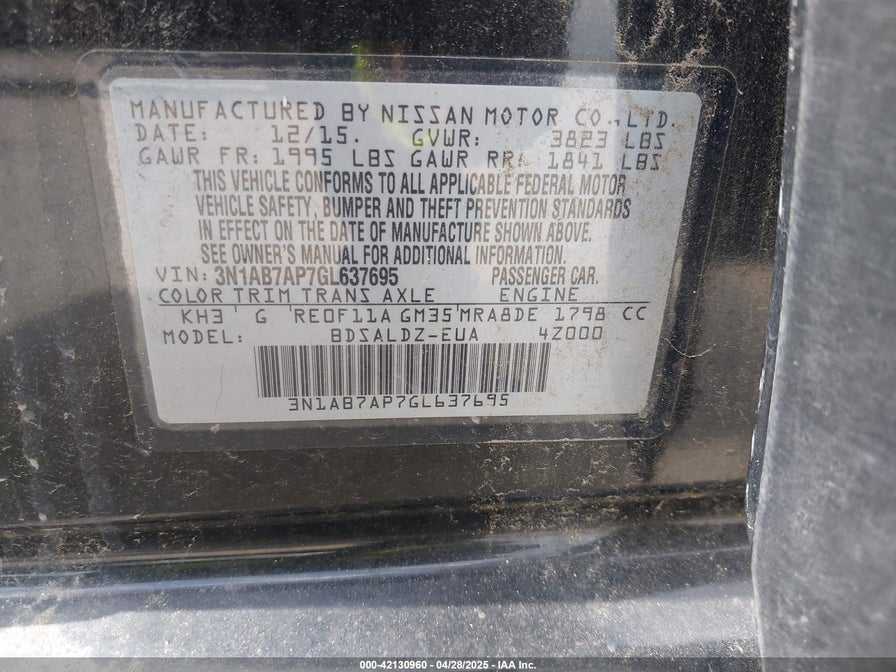 MANUFACTURED BY NISSAN MOTOR CO.,LTD.
DATE: 12/15. GVWR: 3823 LBS
GAWR FR: 1995 LBS GAWR RR: 1841 LBS
THIS VEHICLE CONFORMS TO ALL APPLICABLE FEDERAL MOTOR
VEHICLE SAFETY, BUMPER AND THEFT PREVENTION STANDARDS
IN EFFECT ON THE DATE OF MANUFACTURE SHOWN ABOVE.
SEE OWNER'S MANUAL FOR ADDITIONAL INFORMATION.
VIN: 3N1AB7AP7GL637695 PASSENGER CAR.
COLOR TRIM TRANS AXLE ENGINE
KH3 G RE0F11A GM35 MRA8DE 1798 CC
MODEL: BDSALDZ-EUA 4Z000
3N1AB7AP7GL637695
000-42130960 | 04/28/2025 | IAA Inc.